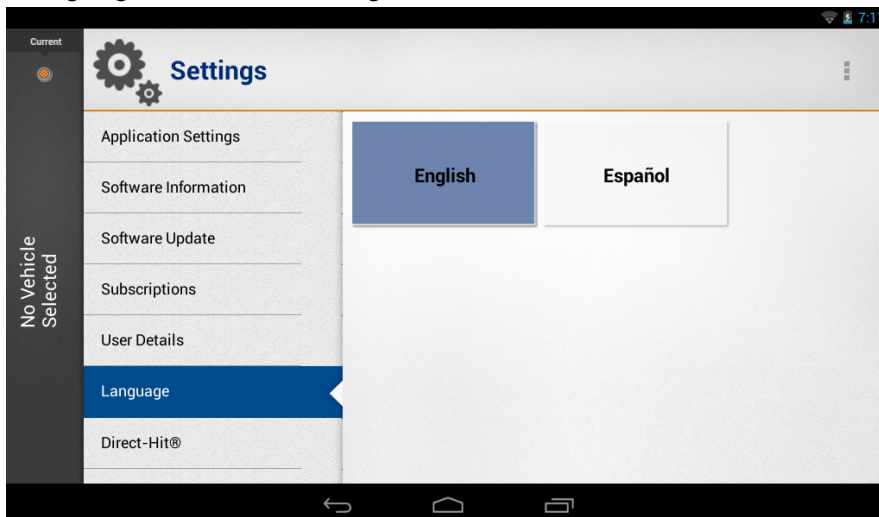 7:1
Current
Settings
Application Settings
Software Information
Software Update
Subscriptions
User Details
Language
Direct-Hit®
English
Español
No Vehicle
Selected